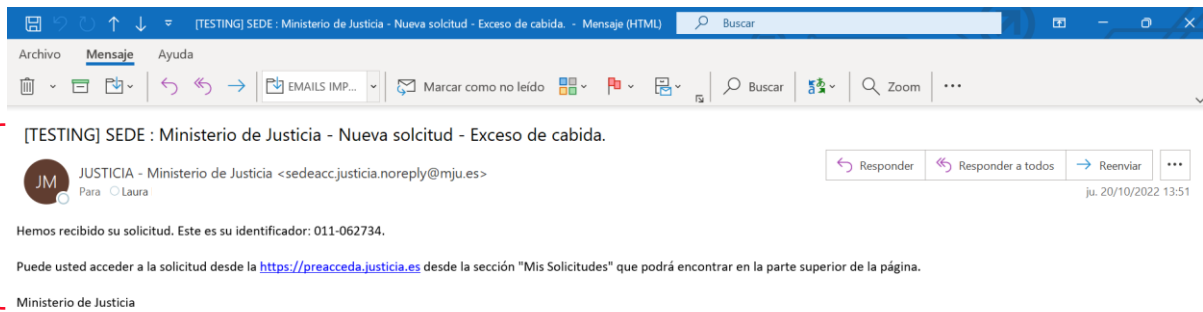 [TESTING] SEDE : Ministerio de Justicia - Nueva solcitud - Exceso de cabida. - Mensaje (HTML)
Buscar
Archivo Mensaje Ayuda
EMAILS IMP... Marcar como no leído Buscar Zoom
[TESTING] SEDE : Ministerio de Justicia - Nueva solcitud - Exceso de cabida.
JM
JUSTICIA - Ministerio de Justicia <sedeacc.justicia.noreply@mju.es>
Para Laura
Responder Responder a todos Reenviar
ju. 20/10/2022 13:51
Hemos recibido su solicitud. Este es su identificador: 011-062734.
Puede usted acceder a la solicitud desde la https://preacceda.justicia.es desde la sección "Mis Solicitudes" que podrá encontrar en la parte superior de la página.
Ministerio de Justicia